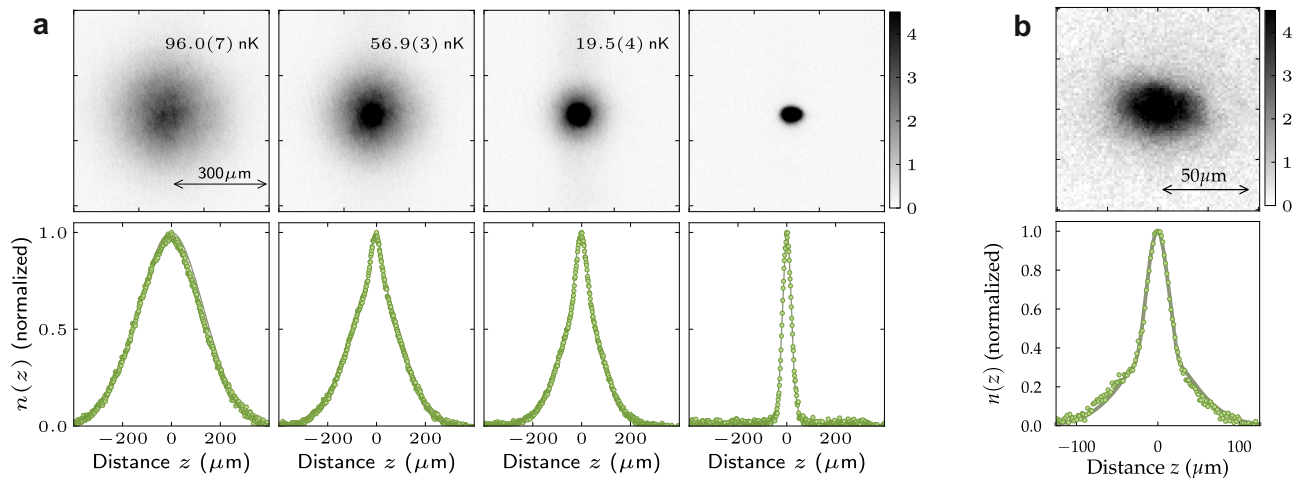 a
96.0(7) nK
56.9(3) nK
19.5(4) nK
300μm
4
3
2
1
0
b
50μm
4
3
2
1
0
n(z) (normalized)
1.0
0.5
0.0
−200 0 200
−200 0 200
−200 0 200
−200 0 200
Distance z (μm)
Distance z (μm)
Distance z (μm)
Distance z (μm)
n(z) (normalized)
1.0
0.8
0.6
0.4
0.2
0.0
−100 0 100
Distance z (μm)